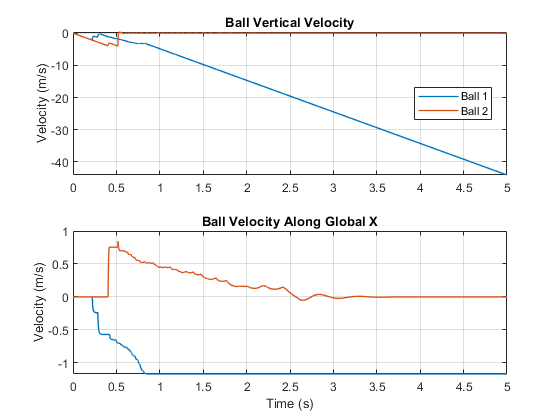 Ball Vertical Velocity
Velocity (m/s)
0
-10
-20
-30
-40
Ball 1
Ball 2
0 0.5 1 1.5 2 2.5 3 3.5 4 4.5 5
Ball Velocity Along Global X
Velocity (m/s)
1
0.5
0
-0.5
-1
0 0.5 1 1.5 2 2.5 3 3.5 4 4.5 5
Time (s)